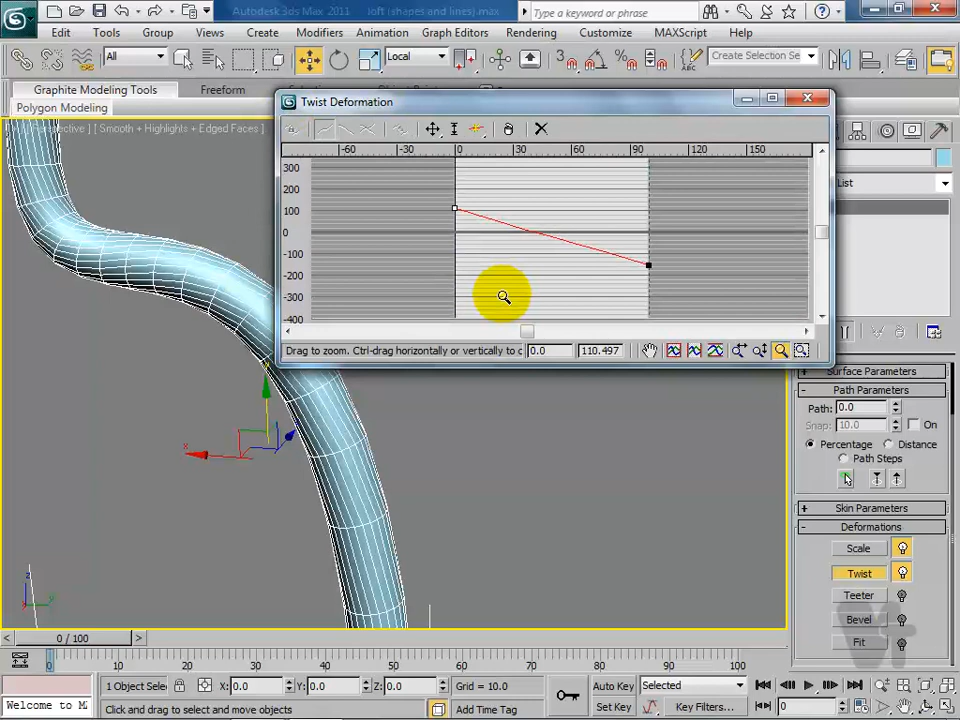 Autodesk 3ds Max 2011 loft (shapes and lines).max
Type a keyword or phrase
Edit Tools Group Views Create Modifiers Animation Graph Editors Rendering Customize MAXScript Help
All Local Create Selection Se
Graphite Modeling Tools Freeform
Polygon Modeling
Perspective ] [ Smooth + Highlights + Edged Faces ]
Twist Deformation
-60 -30 0 30 60 90 120 150
300
200
100
0
-100
-200
-300
-400
Drag to zoom. Ctrl-drag horizontally or vertically to c 0.0 110.497
List
+ Surface Parameters
- Path Parameters
Path: 0.0
Snap: 10.0 On
Percentage Distance
Path Steps
+ Skin Parameters
- Deformations
Scale
Twist
Teeter
Bevel
Fit
x
z
y
0 / 100
0 10 20 30 40 50 60 70 80 90 100
1 Object Selec X: 0.0 Y: 0.0 Z: 0.0 Grid = 10.0 Auto Key Selected
Welcome to M Click and drag to select and move objects Add Time Tag Set Key Key Filters... 0